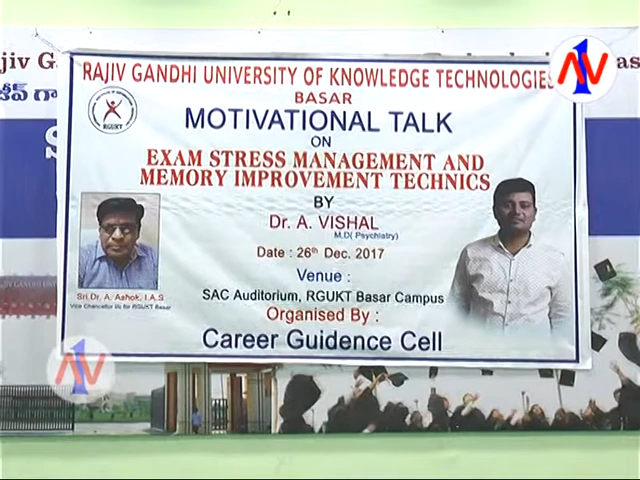 RAJIV GANDHI UNIVERSITY OF KNOWLEDGE TECHNOLOGIES
BASAR
RGUKT
MOTIVATIONAL TALK
ON
EXAM STRESS MANAGEMENT AND
MEMORY IMPROVEMENT TECHNICS
BY
Dr. A. VISHAL
M.D( Psychiatry)
Date : 26th Dec. 2017
Venue :
SAC Auditorium, RGUKT Basar Campus
Organised By :
Career Guidence Cell
Sri.Dr. A. Ashok, I.A.S
Vice Chancellor I/c for RGUKT Basar